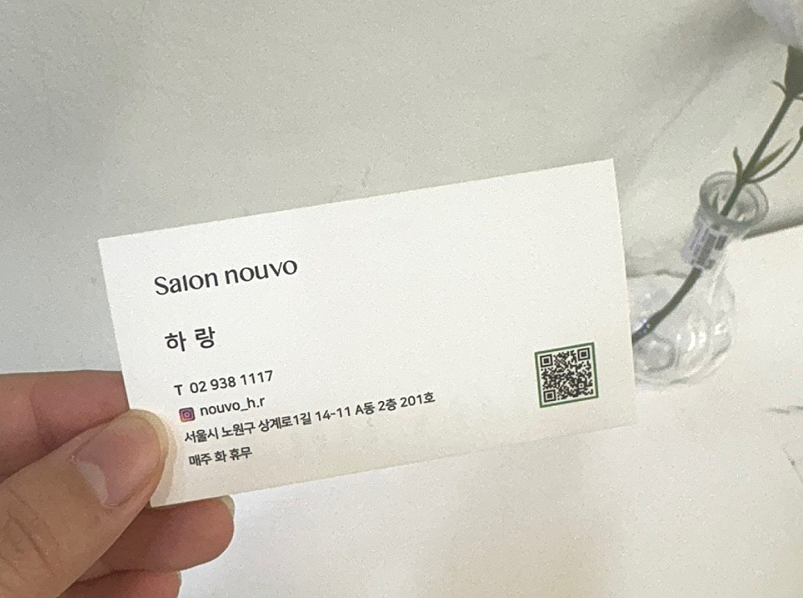 Salon nouvo
하 랑
T 02 938 1117
nouvo_h.r
서울시 노원구 상계로1길 14-11 A동 2층 201호
매주 화 휴무